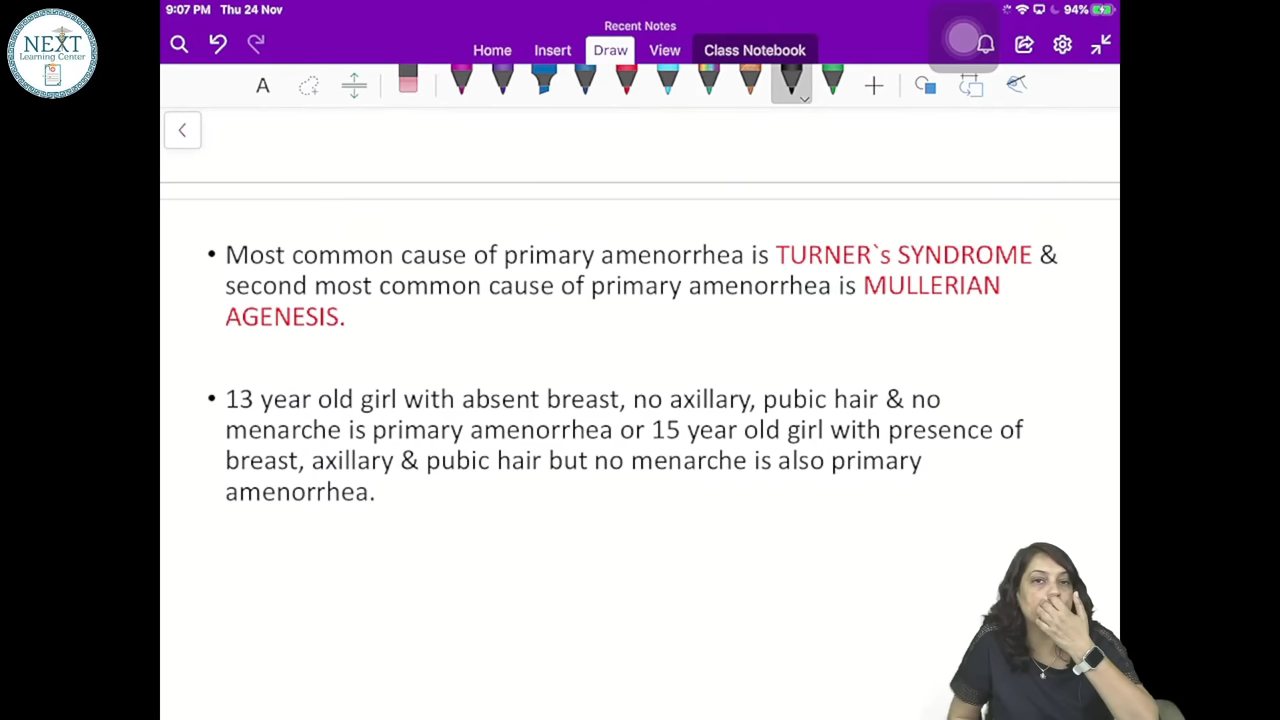 9:07 PM Thu 24 Nov
94%
Recent Notes
Home Insert Draw View Class Notebook
A
NEXT
Learning Center
• Most common cause of primary amenorrhea is TURNER`s SYNDROME &
second most common cause of primary amenorrhea is MULLERIAN
AGENESIS.
• 13 year old girl with absent breast, no axillary, pubic hair & no
menarche is primary amenorrhea or 15 year old girl with presence of
breast, axillary & pubic hair but no menarche is also primary
amenorrhea.